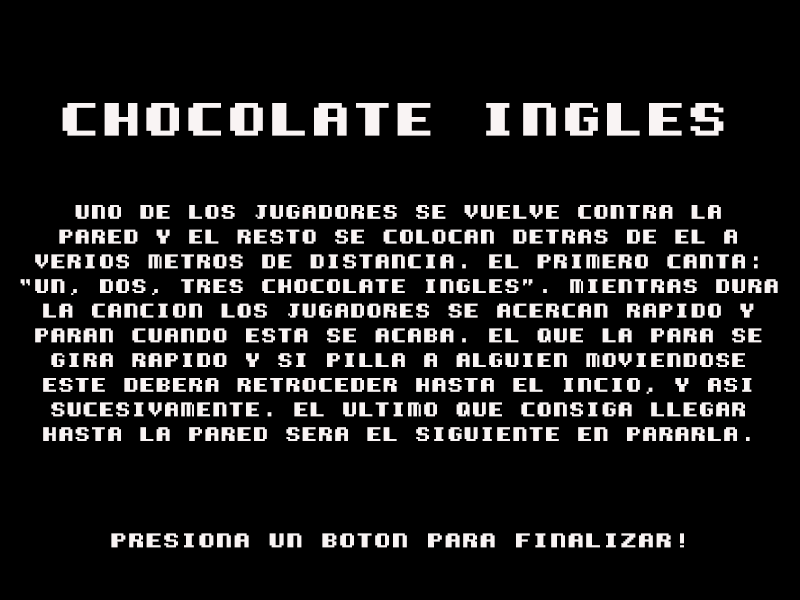 CHOCOLATE INGLES
UNO DE LOS JUGADORES SE VUELVE CONTRA LA
PARED Y EL RESTO SE COLOCAN DETRAS DE EL A
VERIOS METROS DE DISTANCIA. EL PRIMERO CANTA:
"UN, DOS, TRES CHOCOLATE INGLES". MIENTRAS DURA
LA CANCION LOS JUGADORES SE ACERCAN RAPIDO Y
PARAN CUANDO ESTA SE ACABA. EL QUE LA PARA SE
GIRA RAPIDO Y SI PILLA A ALGUIEN MOVIENDOSE
ESTE DEBERA RETROCEDER HASTA EL INCIO, Y ASI
SUCESIVAMENTE. EL ULTIMO QUE CONSIGA LLEGAR
HASTA LA PARED SERA EL SIGUIENTE EN PARARLA.
PRESIONA UN BOTON PARA FINALIZAR!